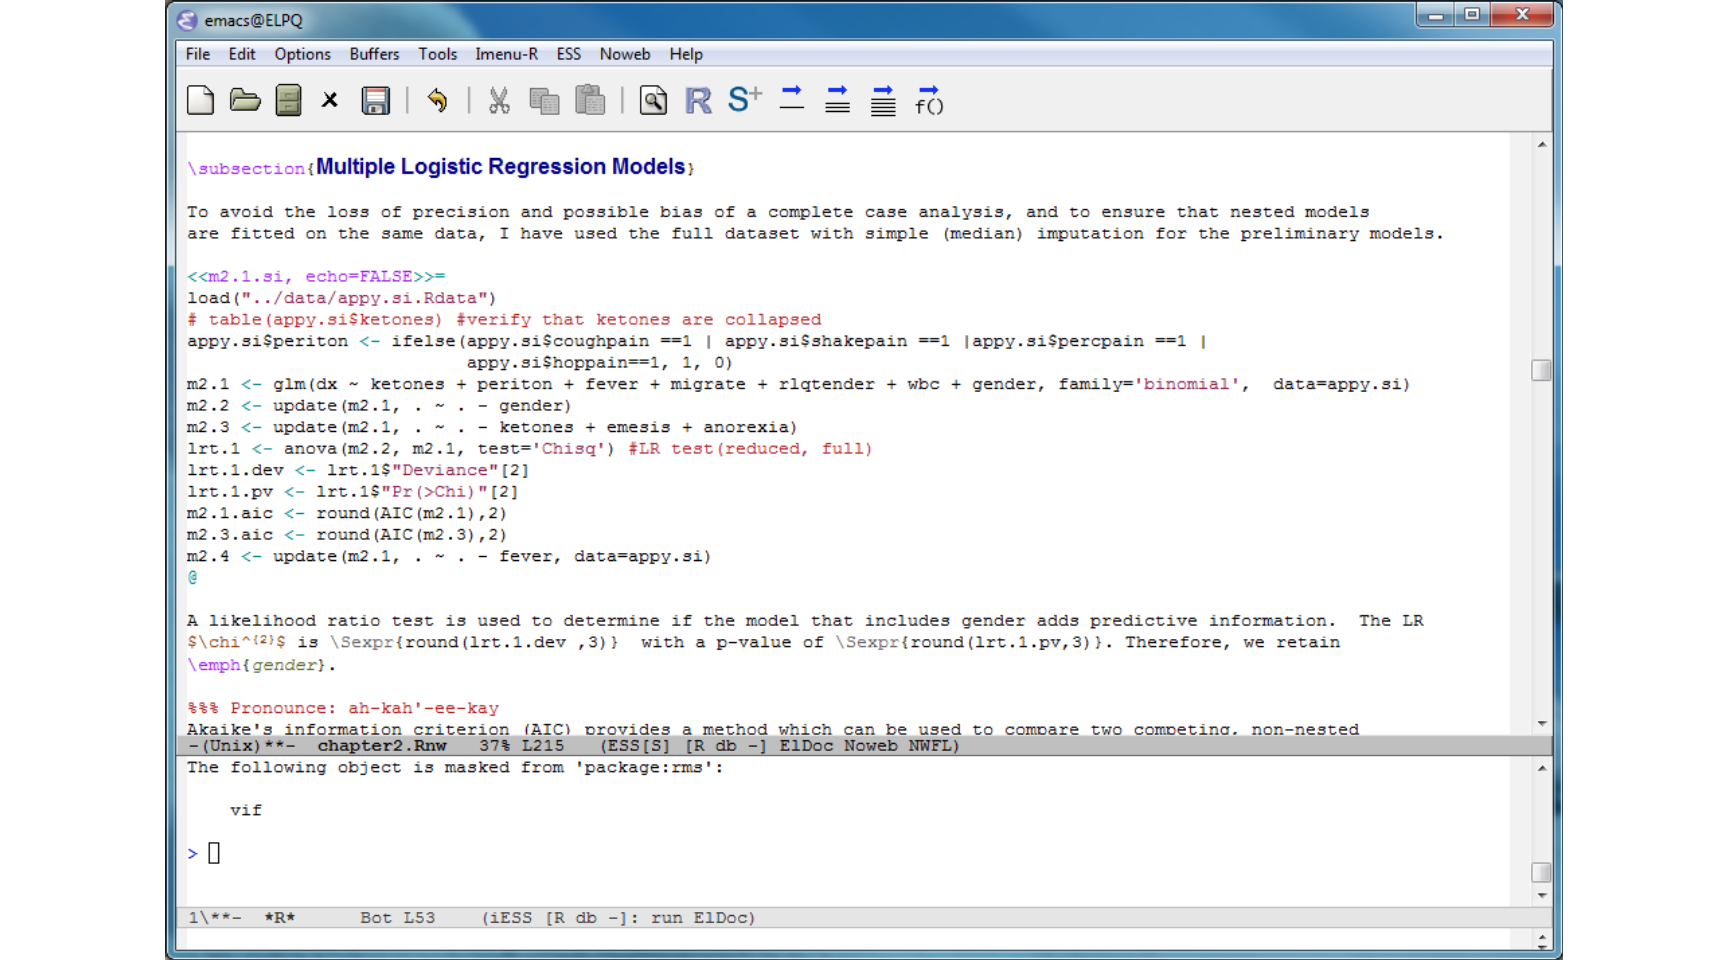 emacs@ELPQ
File Edit Options Buffers Tools Imenu-R ESS Noweb Help
R S+ f()
\subsection{Multiple Logistic Regression Models}
To avoid the loss of precision and possible bias of a complete case analysis, and to ensure that nested models
are fitted on the same data, I have used the full dataset with simple (median) imputation for the preliminary models.
<<m2.1.si, echo=FALSE>>=
load("../data/appy.si.Rdata")
# table(appy.si$ketones) #verify that ketones are collapsed
appy.si$periton <- ifelse(appy.si$coughpain ==1 | appy.si$shakepain ==1 |appy.si$percpain ==1 |
appy.si$hoppain==1, 1, 0)
m2.1 <- glm(dx ~ ketones + periton + fever + migrate + rlqtender + wbc + gender, family='binomial',  data=appy.si)
m2.2 <- update(m2.1, . ~ . - gender)
m2.3 <- update(m2.1, . ~ . - ketones + emesis + anorexia)
lrt.1 <- anova(m2.2, m2.1, test='Chisq') #LR test(reduced, full)
lrt.1.dev <- lrt.1$"Deviance"[2]
lrt.1.pv <- lrt.1$"Pr(>Chi)"[2]
m2.1.aic <- round(AIC(m2.1),2)
m2.3.aic <- round(AIC(m2.3),2)
m2.4 <- update(m2.1, . ~ . - fever, data=appy.si)
@
A likelihood ratio test is used to determine if the model that includes gender adds predictive information.  The LR
$\chi^{2}$ is \Sexpr{round(lrt.1.dev ,3)}  with a p-value of \Sexpr{round(lrt.1.pv,3)}. Therefore, we retain
\emph{gender}.
%%% Pronounce: ah-kah'-ee-kay
Akaike's information criterion (AIC) provides a method which can be used to compare two competing, non-nested
-(Unix)**-  chapter2.Rnw   37% L215   (ESS[S] [R db -] ElDoc Noweb NWFL)
The following object is masked from 'package:rms':
vif
>
1\**-  *R*      Bot L53    (iESS [R db -]: run ElDoc)